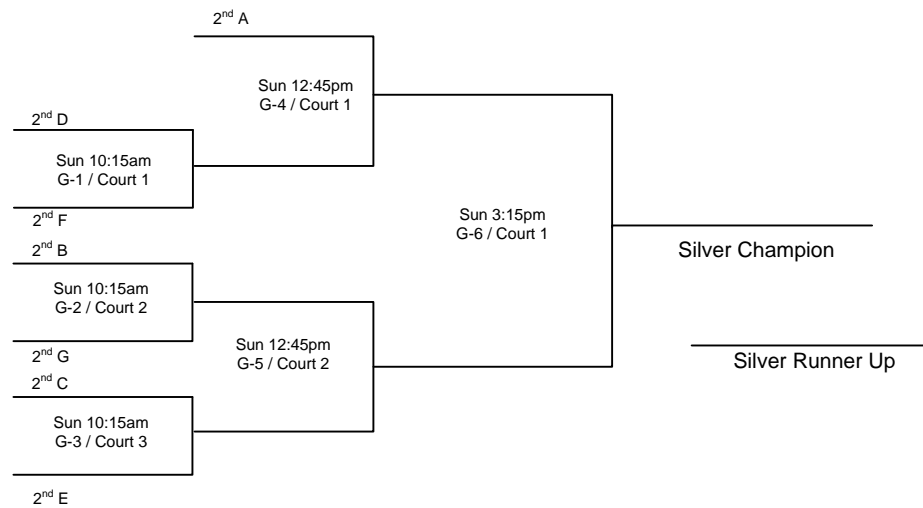 2nd A
Sun 12:45pm
G-4 / Court 1
2nd D
Sun 10:15am
G-1 / Court 1
2nd F
Sun 3:15pm
G-6 / Court 1
2nd B
Silver Champion
Sun 10:15am
G-2 / Court 2
2nd G
Sun 12:45pm
G-5 / Court 2
Silver Runner Up
2nd C
Sun 10:15am
G-3 / Court 3
2nd E